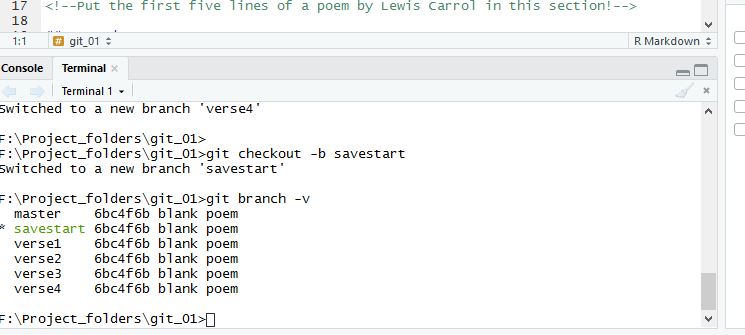 17 <!--Put the first five lines of a poem by Lewis Carrol in this section!-->
18
1:1 # git_01 R Markdown
Console Terminal
Terminal 1
Switched to a new branch 'verse4'
F:\Project_folders\git_01>
F:\Project_folders\git_01>git checkout -b savestart
Switched to a new branch 'savestart'
F:\Project_folders\git_01>git branch -v
master 6bc4f6b blank poem
* savestart 6bc4f6b blank poem
verse1 6bc4f6b blank poem
verse2 6bc4f6b blank poem
verse3 6bc4f6b blank poem
verse4 6bc4f6b blank poem
F:\Project_folders\git_01>